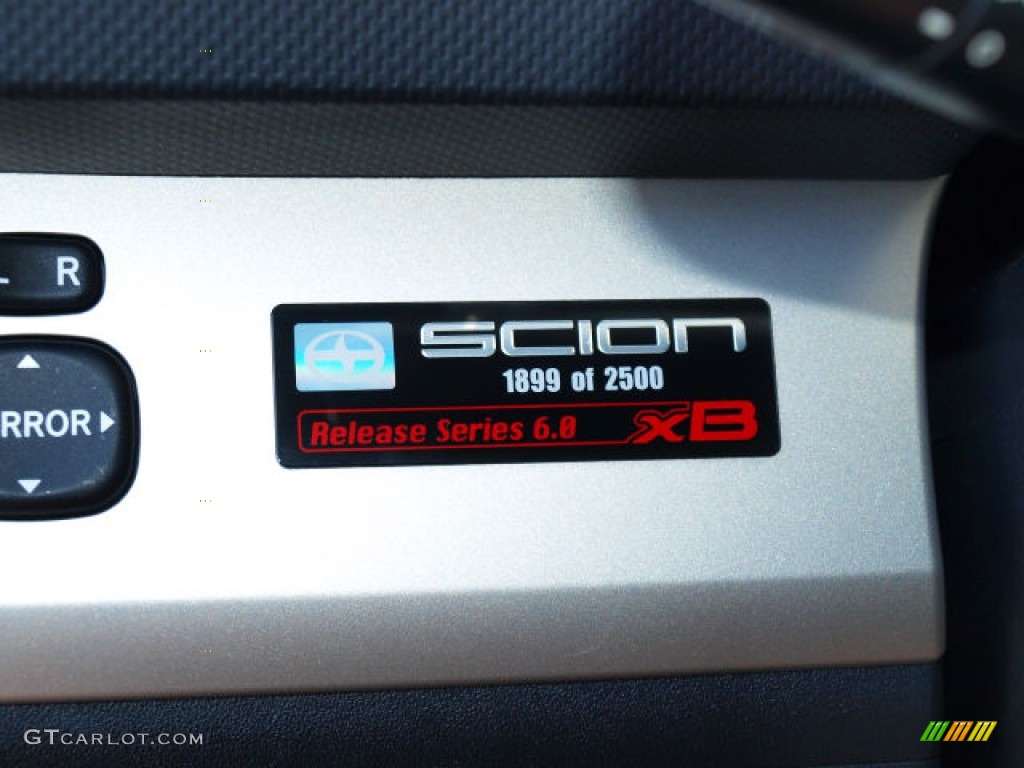 L R
RROR
SCION
1899 of 2500
Release Series 6.0 xB
GTCARLOT.COM